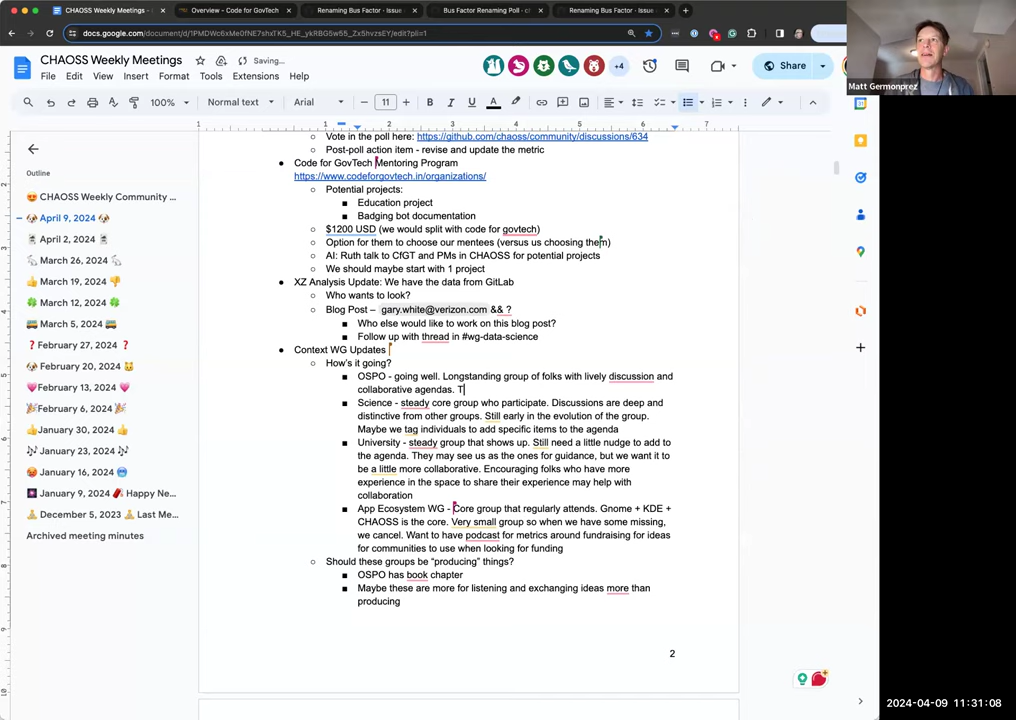 CHAOSS Weekly Meetings -
Overview - Code for GovTech
Renaming Bus Factor · Issue
Bus Factor Renaming Poll · c
Renaming Bus Factor · Issue
docs.google.com/document/d/1PMDWc6xMe0fNE7shxTK5_HE_ykRBG5w55_Zx5hvzsEY/edit?pli=1
CHAOSS Weekly Meetings
Saving...
File Edit View Insert Format Tools Extensions Help
+4
Share
100%
Normal text
Arial
11
Matt Germonprez
1 1 2 3 4 5 6 7
Outline
CHAOSS Weekly Community ...
April 9, 2024
April 2, 2024
March 26, 2024
March 19, 2024
March 12, 2024
March 5, 2024
February 27, 2024
February 20, 2024
February 13, 2024
February 6, 2024
January 30, 2024
January 23, 2024
January 16, 2024
January 9, 2024 Happy Ne...
December 5, 2023 Last Me...
Archived meeting minutes
○ Vote in the poll here: https://github.com/chaoss/community/discussions/634
○ Post-poll action item - revise and update the metric
● Code for GovTech Mentoring Program
https://www.codeforgovtech.in/organizations/
○ Potential projects:
■ Education project
■ Badging bot documentation
○ $1200 USD (we would split with code for govtech)
○ Option for them to choose our mentees (versus us choosing them)
○ AI: Ruth talk to CfGT and PMs in CHAOSS for potential projects
○ We should maybe start with 1 project
● XZ Analysis Update: We have the data from GitLab
○ Who wants to look?
○ Blog Post – gary.white@verizon.com && ?
■ Who else would like to work on this blog post?
■ Follow up with thread in #wg-data-science
● Context WG Updates
○ How's it going?
■ OSPO - going well. Longstanding group of folks with lively discussion and
collaborative agendas. T
■ Science - steady core group who participate. Discussions are deep and
distinctive from other groups. Still early in the evolution of the group.
Maybe we tag individuals to add specific items to the agenda
■ University - steady group that shows up. Still need a little nudge to add to
the agenda. They may see us as the ones for guidance, but we want it to
be a little more collaborative. Encouraging folks who have more
experience in the space to share their experience may help with
collaboration
■ App Ecosystem WG - Core group that regularly attends. Gnome + KDE +
CHAOSS is the core. Very small group so when we have some missing,
we cancel. Want to have podcast for metrics around fundraising for ideas
for communities to use when looking for funding
○ Should these groups be “producing” things?
■ OSPO has book chapter
■ Maybe these are more for listening and exchanging ideas more than
producing
2
2024-04-09 11:31:08